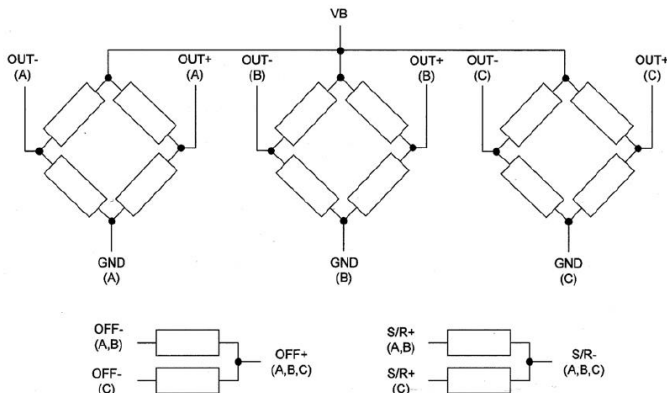 VB
OUT-
(A)
OUT+
(A)
OUT-
(B)
OUT+
(B)
OUT-
(C)
OUT+
(C)
GND
(A)
GND
(B)
GND
(C)
OFF-
(A,B)
OFF+
(A,B,C)
OFF-
(C)
S/R+
(A,B)
S/R-
(A,B,C)
S/R+
(C)